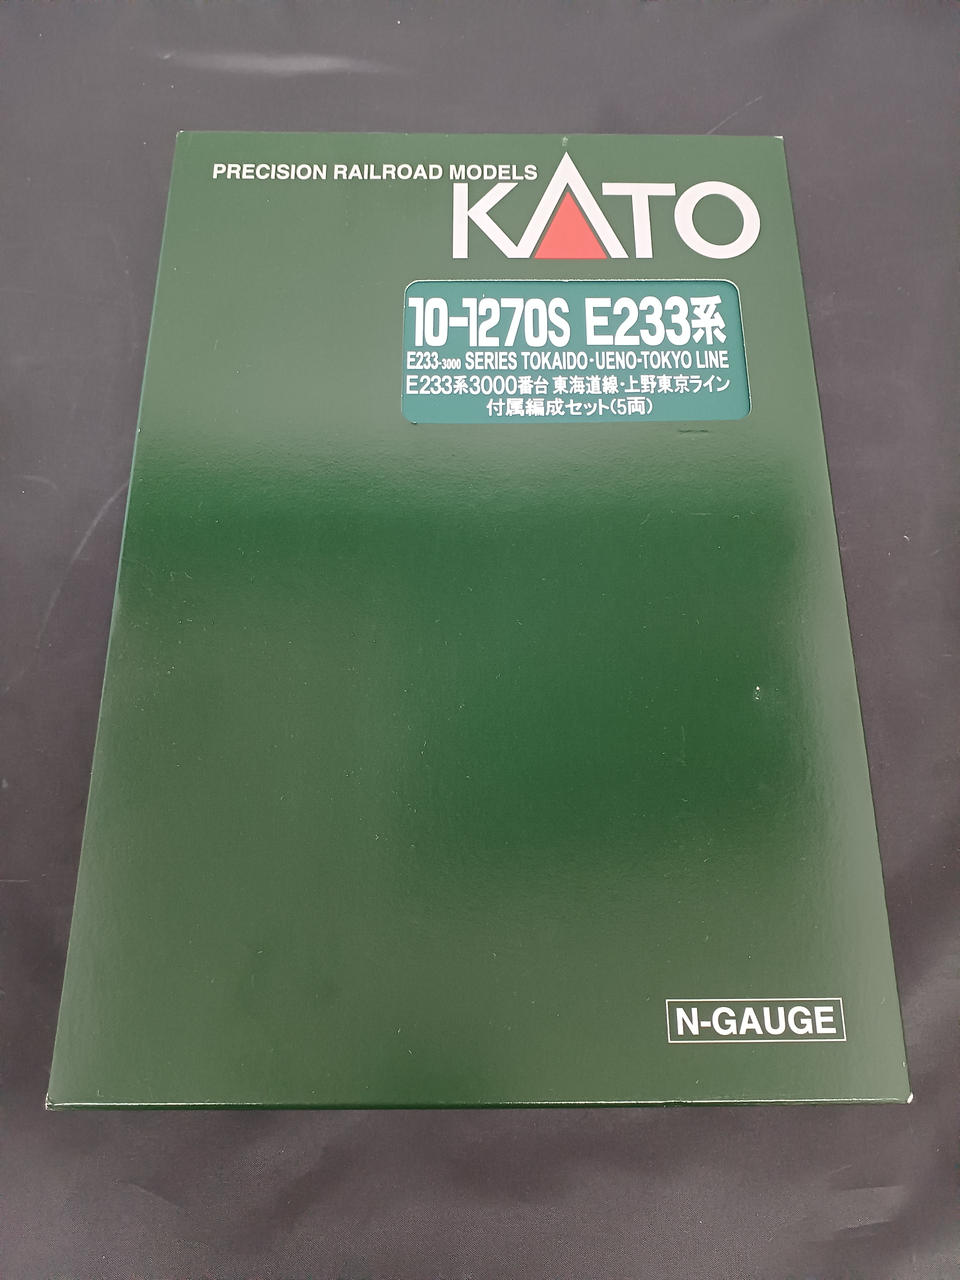 PRECISION RAILROAD MODELS
KATO
10-1270S E233系
E233-3000 SERIES TOKAIDO・UENO-TOKYO LINE
E233系3000番台 東海道線・上野東京ライン
付属編成セット(5両)
N-GAUGE